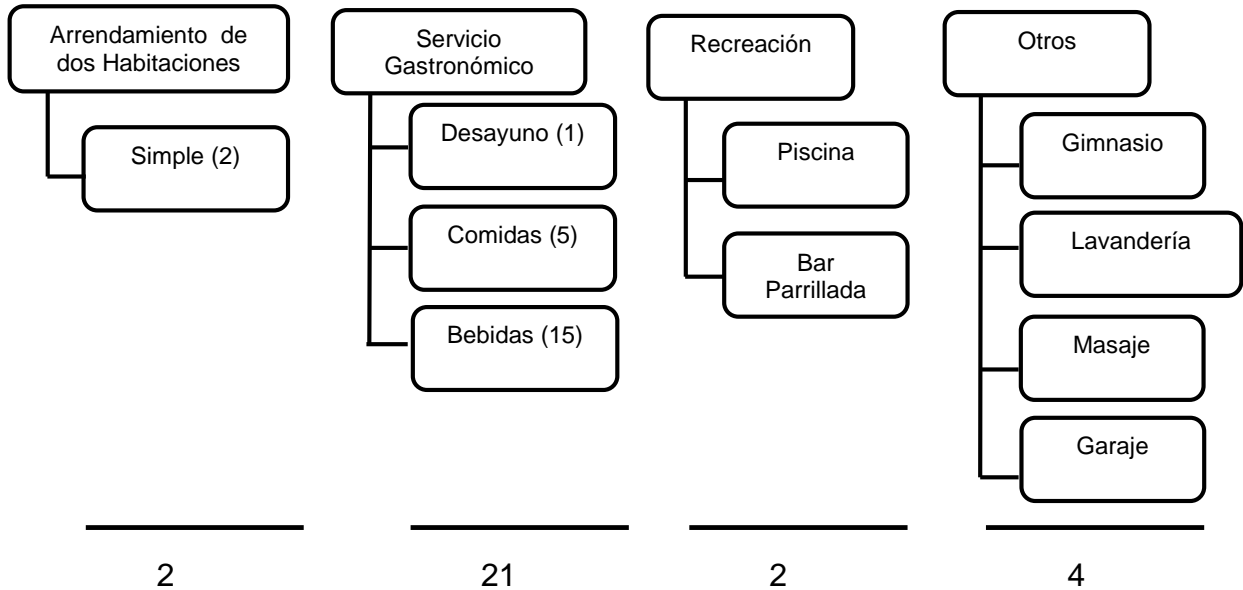 Arrendamiento de
dos Habitaciones
Simple (2)
Servicio
Gastronómico
Desayuno (1)
Comidas (5)
Bebidas (15)
Recreación
Piscina
Bar
Parrillada
Otros
Gimnasio
Lavandería
Masaje
Garaje
2
21
2
4